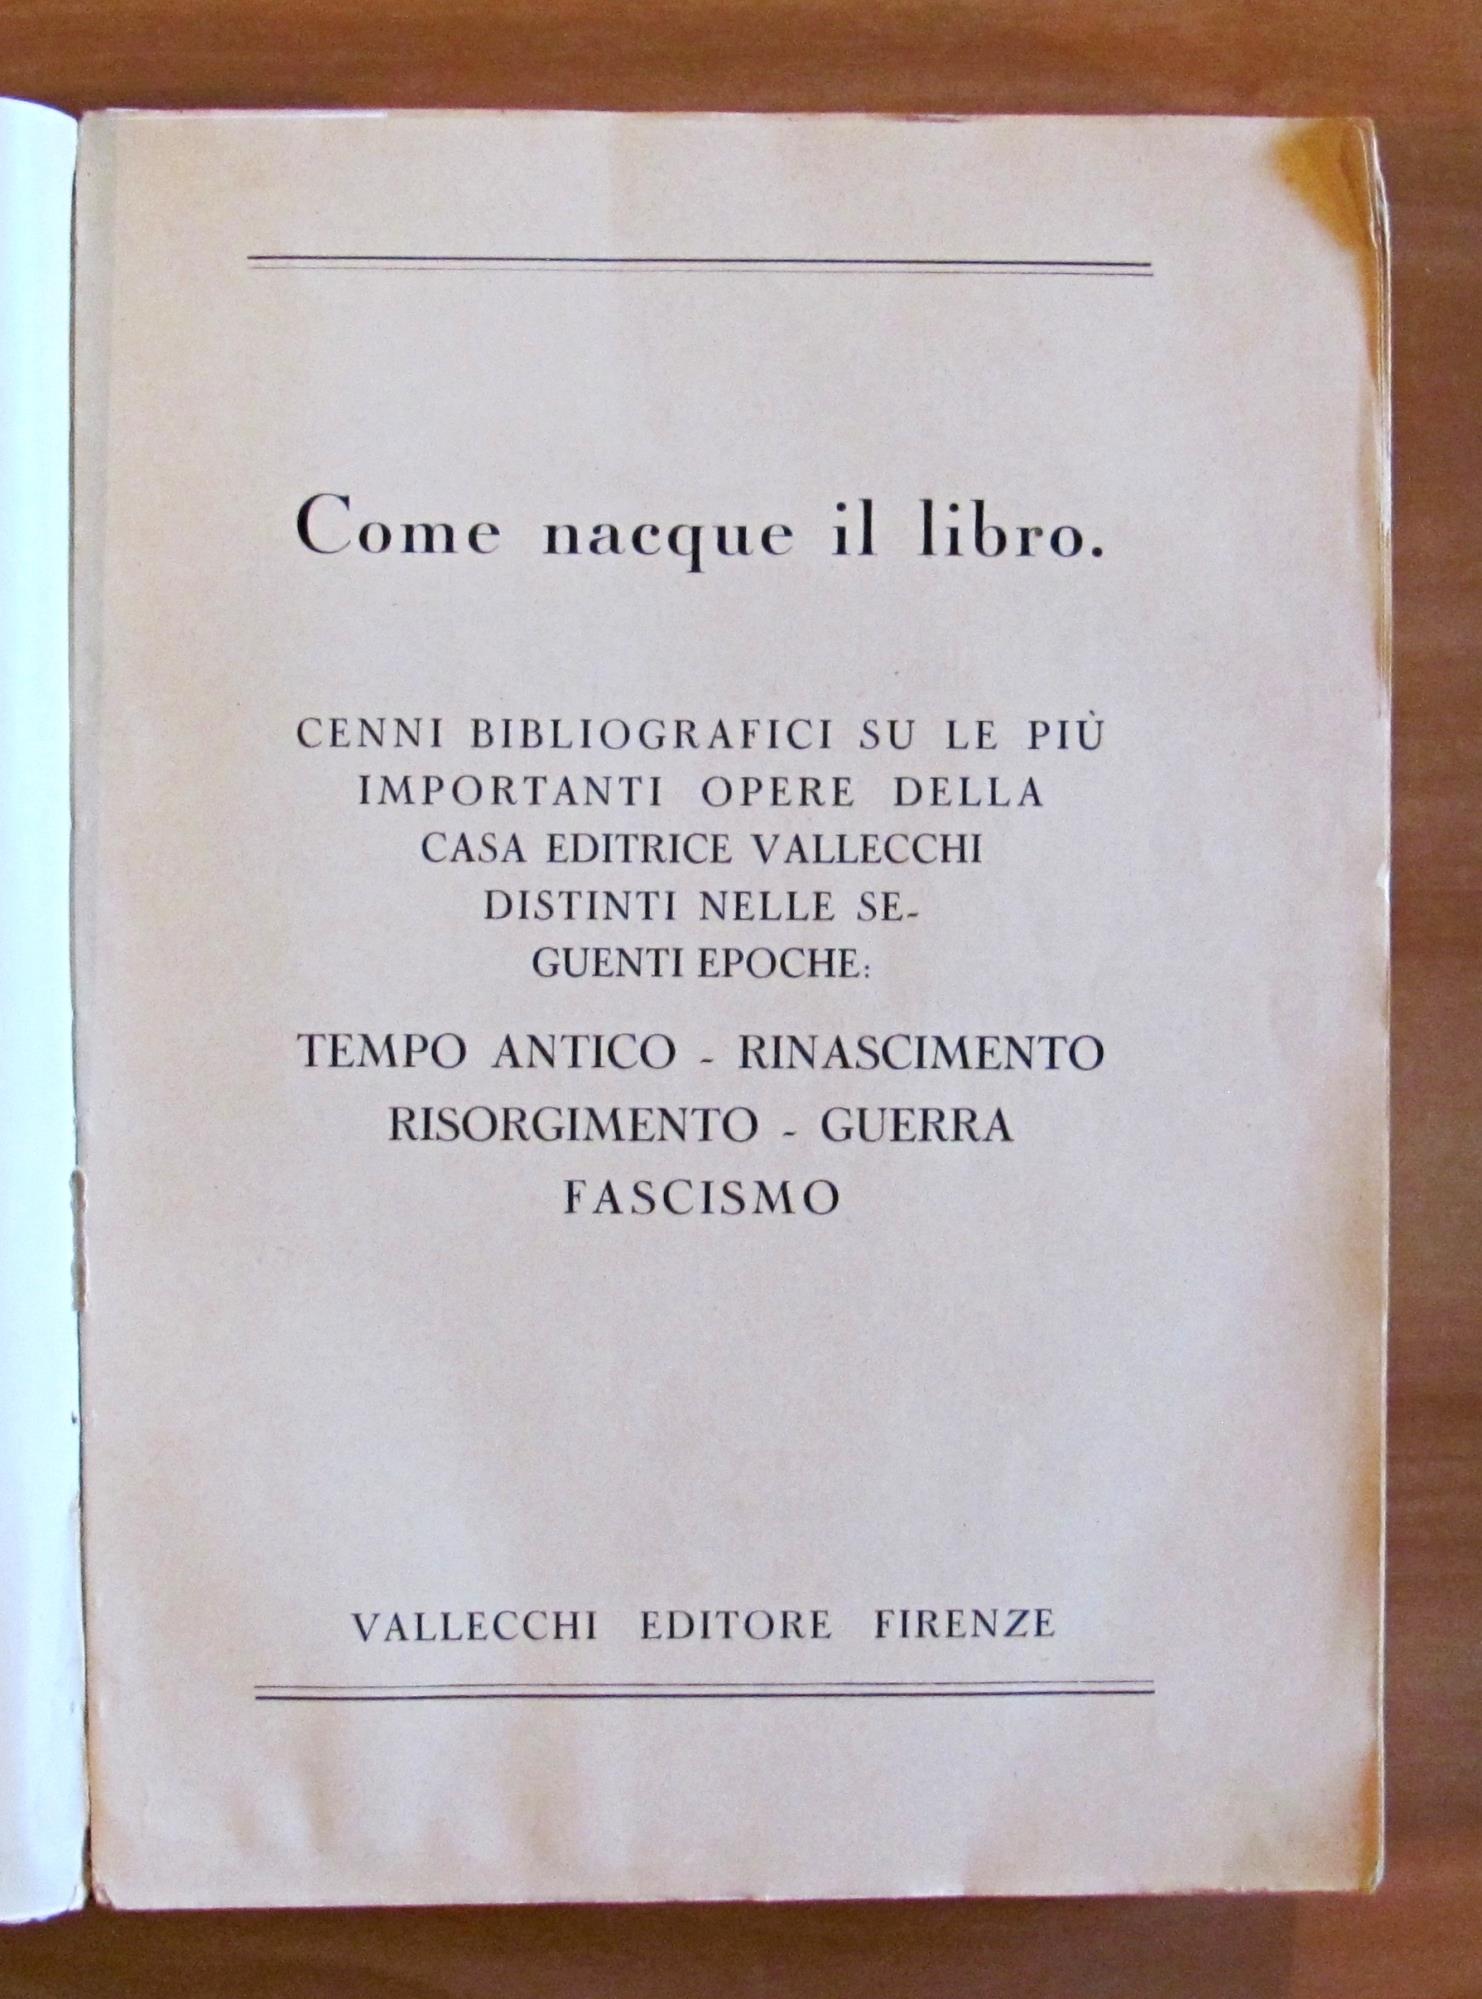 Come nacque il libro.
CENNI BIBLIOGRAFICI SU LE PIÙ
IMPORTANTI OPERE DELLA
CASA EDITRICE VALLECCHI
DISTINTI NELLE SE-
GUENTI EPOCHE:
TEMPO ANTICO - RINASCIMENTO
RISORGIMENTO - GUERRA
FASCISMO
VALLECCHI EDITORE FIRENZE